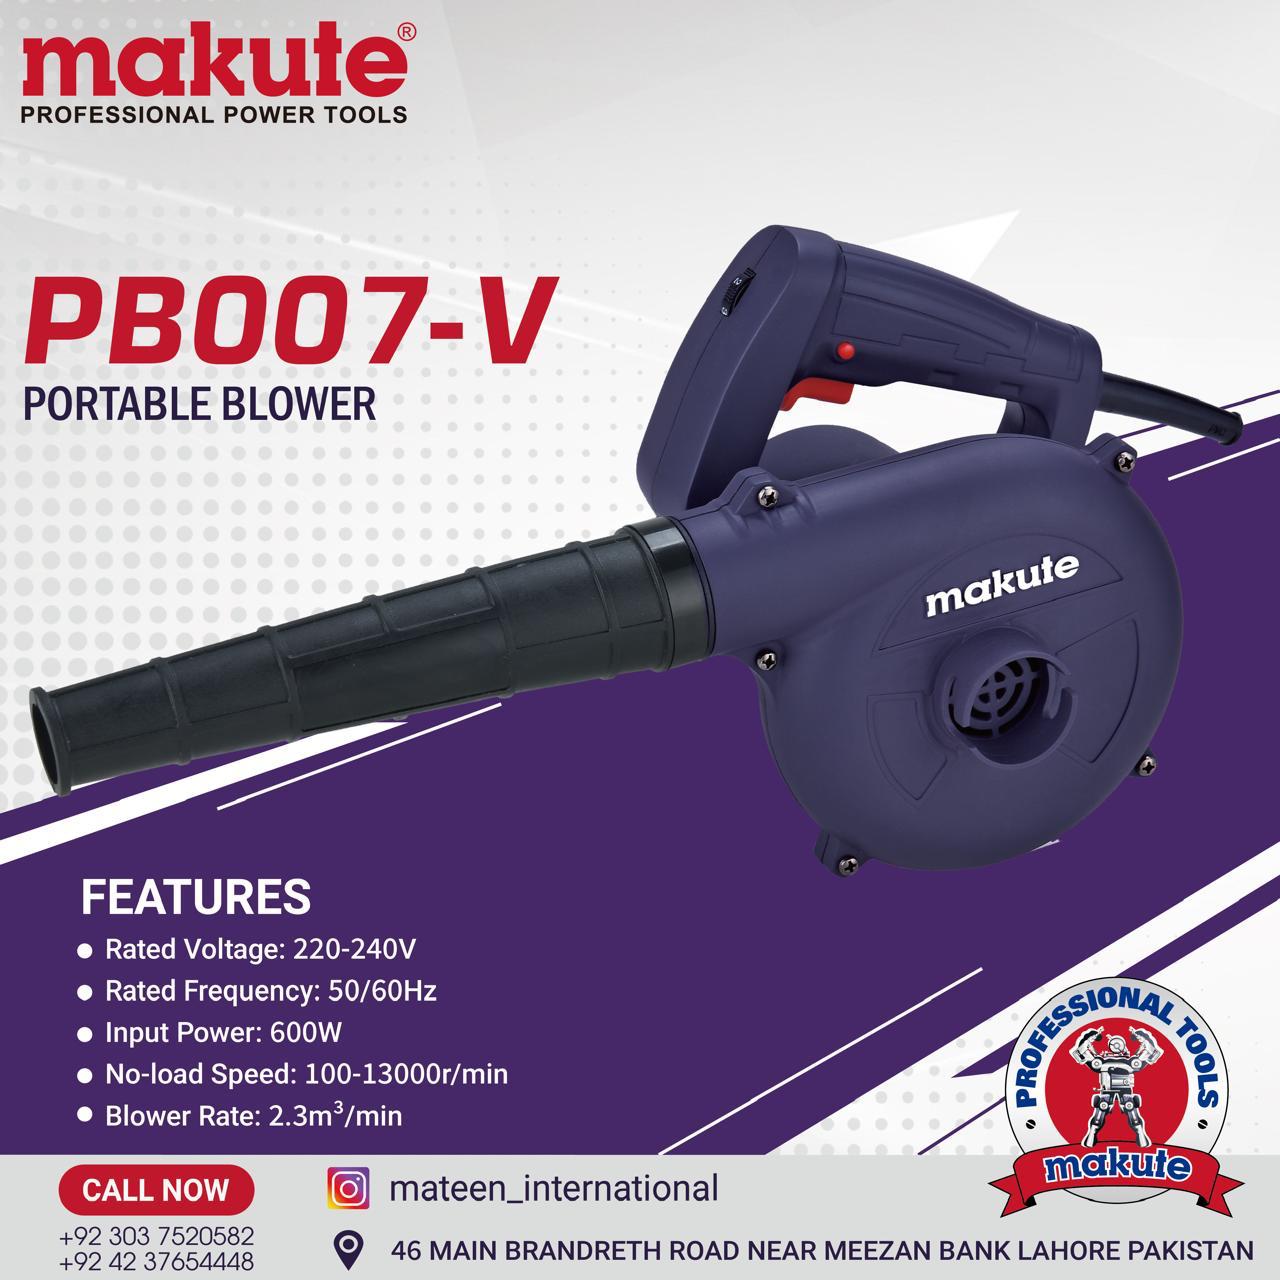 makute®
PROFESSIONAL POWER TOOLS
PB007-V
PORTABLE BLOWER
makute
FEATURES
Rated Voltage: 220-240V
Rated Frequency: 50/60Hz
Input Power: 600W
No-load Speed: 100-13000r/min
Blower Rate: 2.3m³/min
PROFESSIONAL TOOLS
makute
CALL NOW
+92 303 7520582
+92 42 37654448
mateen_international
46 MAIN BRANDRETH ROAD NEAR MEEZAN BANK LAHORE PAKISTAN